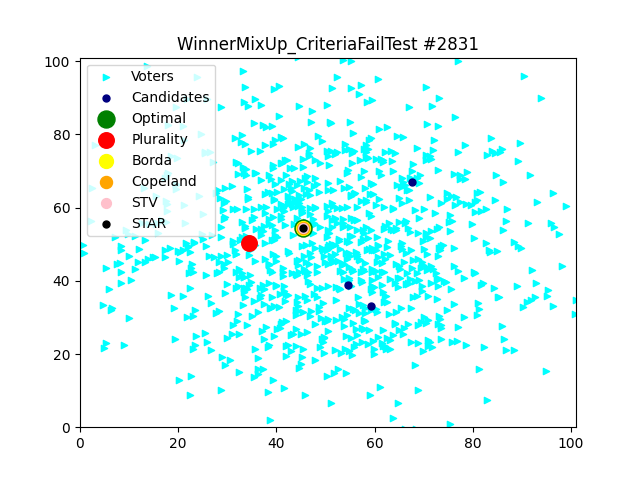 WinnerMixUp_CriteriaFailTest #2831
100
80
60
40
20
0
0
20
40
60
80
100
Voters
Candidates
Optimal
Plurality
Borda
Copeland
STV
STAR